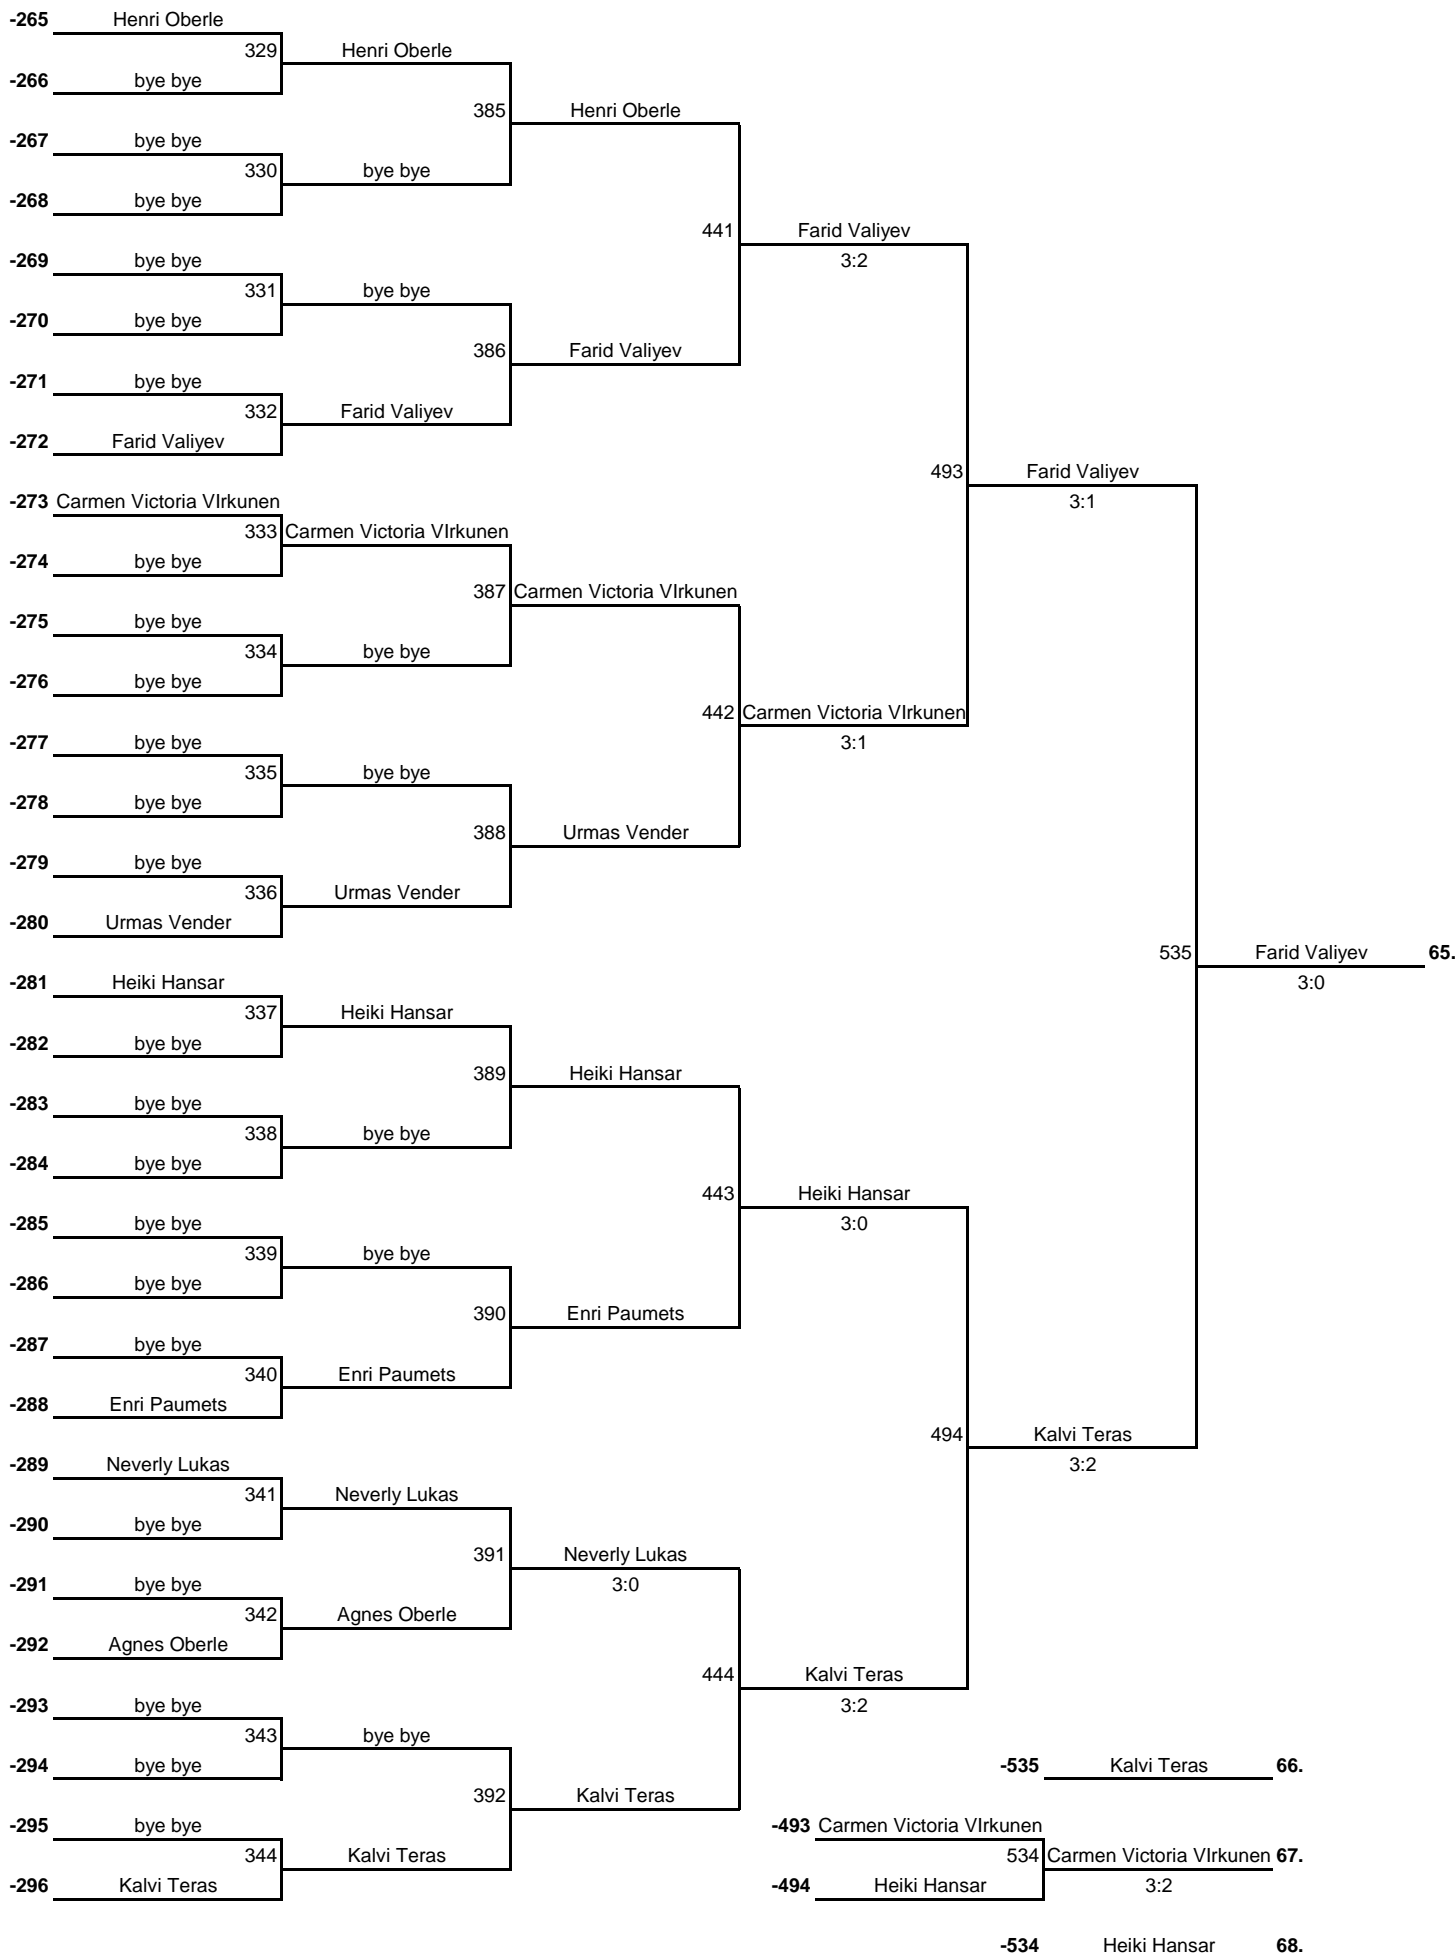 -265 Henri Oberle
329 Henri Oberle
-266 bye bye
385 Henri Oberle
-267 bye bye
330 bye bye
-268 bye bye
441 Farid Valiyev
-269 bye bye 3:2
331 bye bye
-270 bye bye
386 Farid Valiyev
-271 bye bye
332 Farid Valiyev
-272 Farid Valiyev
493 Farid Valiyev
-273 Carmen Victoria VIrkunen 3:1
333 Carmen Victoria VIrkunen
-274 bye bye
387 Carmen Victoria VIrkunen
-275 bye bye
334 bye bye
-276 bye bye
442 Carmen Victoria VIrkunen
-277 bye bye 3:1
335 bye bye
-278 bye bye
388 Urmas Vender
-279 bye bye
336 Urmas Vender
-280 Urmas Vender
535 Farid Valiyev 65.
-281 Heiki Hansar 3:0
337 Heiki Hansar
-282 bye bye
389 Heiki Hansar
-283 bye bye
338 bye bye
-284 bye bye
443 Heiki Hansar
-285 bye bye 3:0
339 bye bye
-286 bye bye
390 Enri Paumets
-287 bye bye
340 Enri Paumets
-288 Enri Paumets
494 Kalvi Teras
-289 Neverly Lukas 3:2
341 Neverly Lukas
-290 bye bye
391 Neverly Lukas
-291 bye bye 3:0
342 Agnes Oberle
-292 Agnes Oberle
444 Kalvi Teras
-293 bye bye 3:2
343 bye bye
-294 bye bye -535 Kalvi Teras 66.
392 Kalvi Teras
-295 bye bye -493 Carmen Victoria VIrkunen
344 Kalvi Teras 534 Carmen Victoria VIrkunen 67.
-296 Kalvi Teras -494 Heiki Hansar 3:2
-534 Heiki Hansar 68.